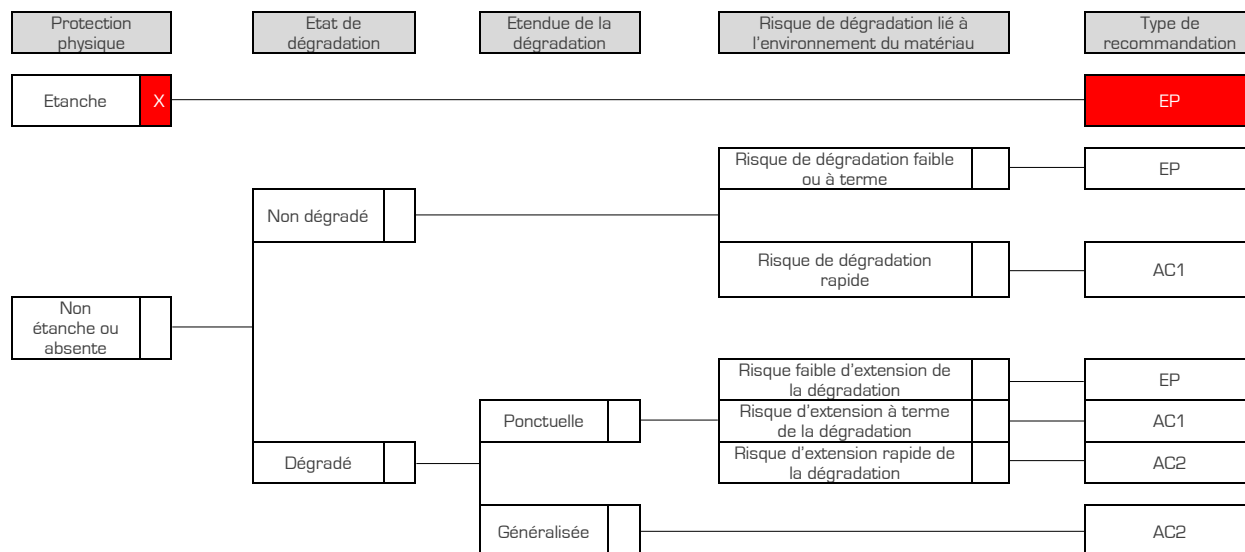 Protection
physique
Etat de
dégradation
Etendue de la
dégradation
Risque de dégradation lié à
l'environnement du matériau
Type de
recommandation
Etanche
X
EP
Risque de dégradation faible
ou à terme
EP
Non dégradé
Risque de dégradation
rapide
AC1
Non
étanche ou
absente
Risque faible d'extension de
la dégradation
EP
Ponctuelle
Risque d'extension à terme
de la dégradation
AC1
Dégradé
Risque d'extension rapide de
la dégradation
AC2
Généralisée
AC2